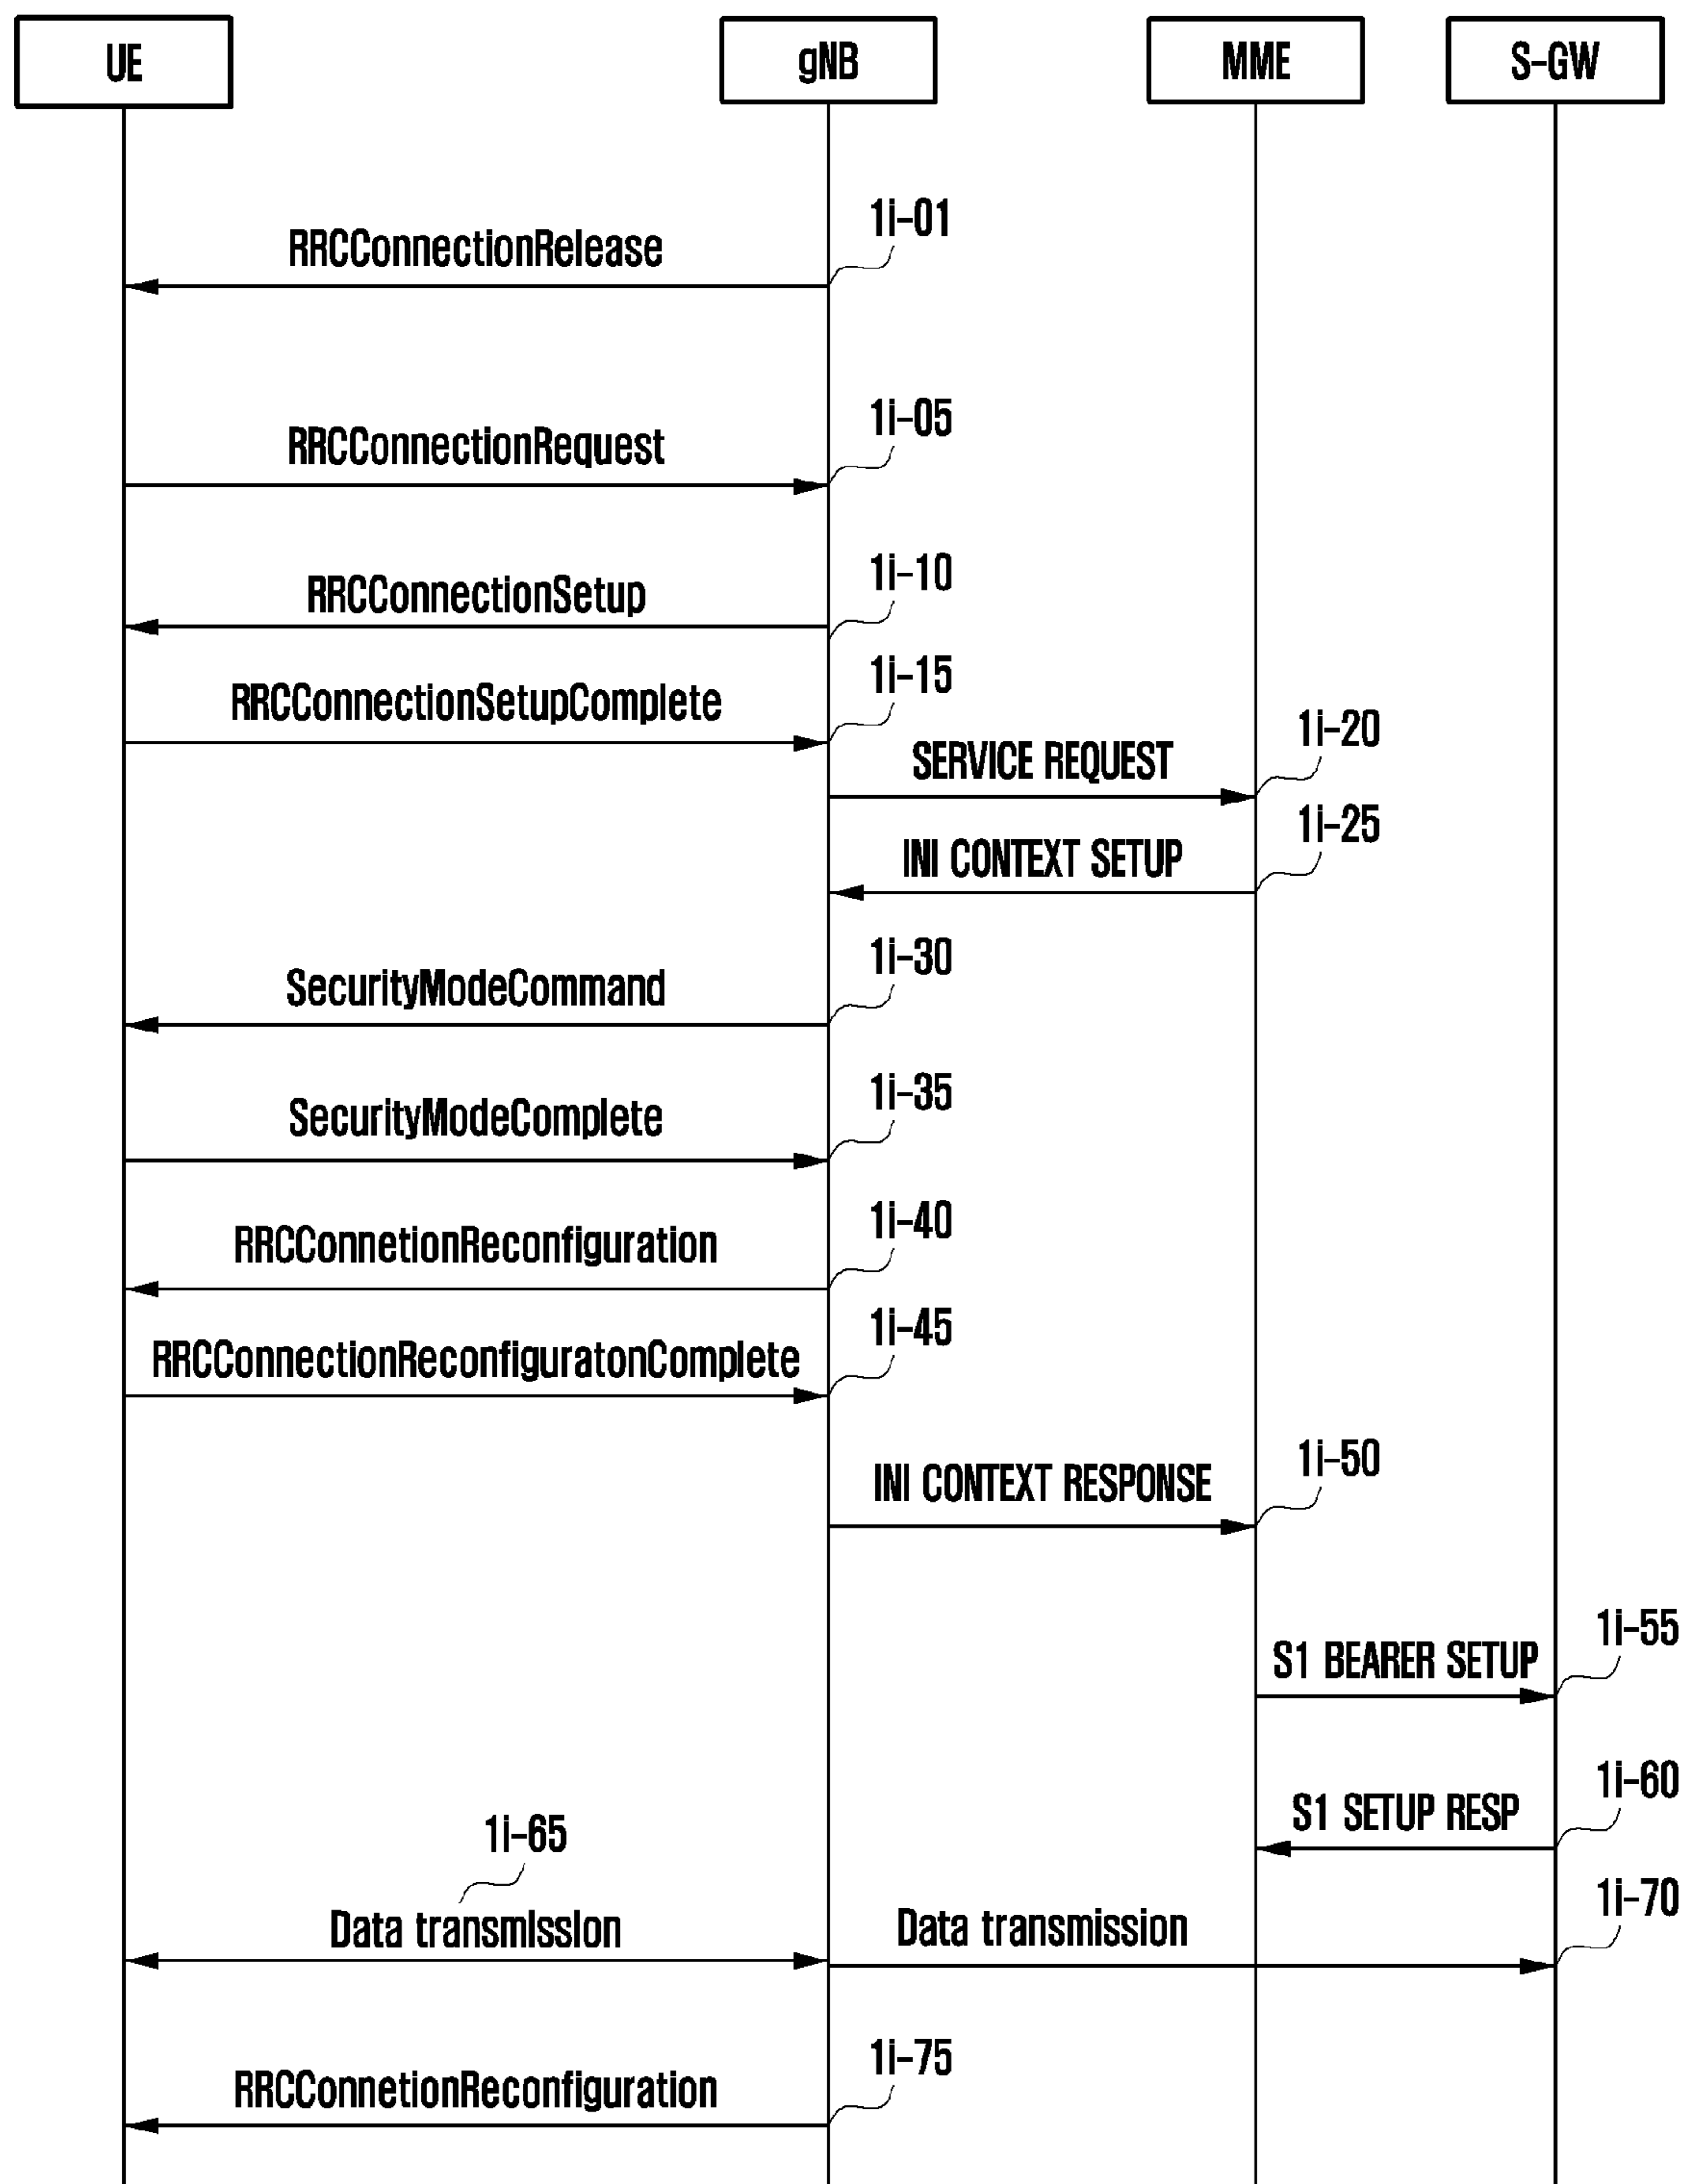 UE
gNB
MME
S-GW
1i-01
RRCConnectionRelease
1i-05
RRCConnectionRequest
1i-10
RRCConnectionSetup
1i-15
RRCConnectionSetupComplete
1i-20
SERVICE REQUEST
1i-25
INI CONTEXT SETUP
1i-30
SecurityModeCommand
1i-35
SecurityModeComplete
1i-40
RRCConnetionReconfiguration
1i-45
RRCConnectionReconfiguratonComplete
1i-50
INI CONTEXT RESPONSE
1i-55
S1 BEARER SETUP
1i-60
S1 SETUP RESP
1i-65
Data transmission
1i-70
Data transmission
1i-75
RRCConnetionReconfiguration